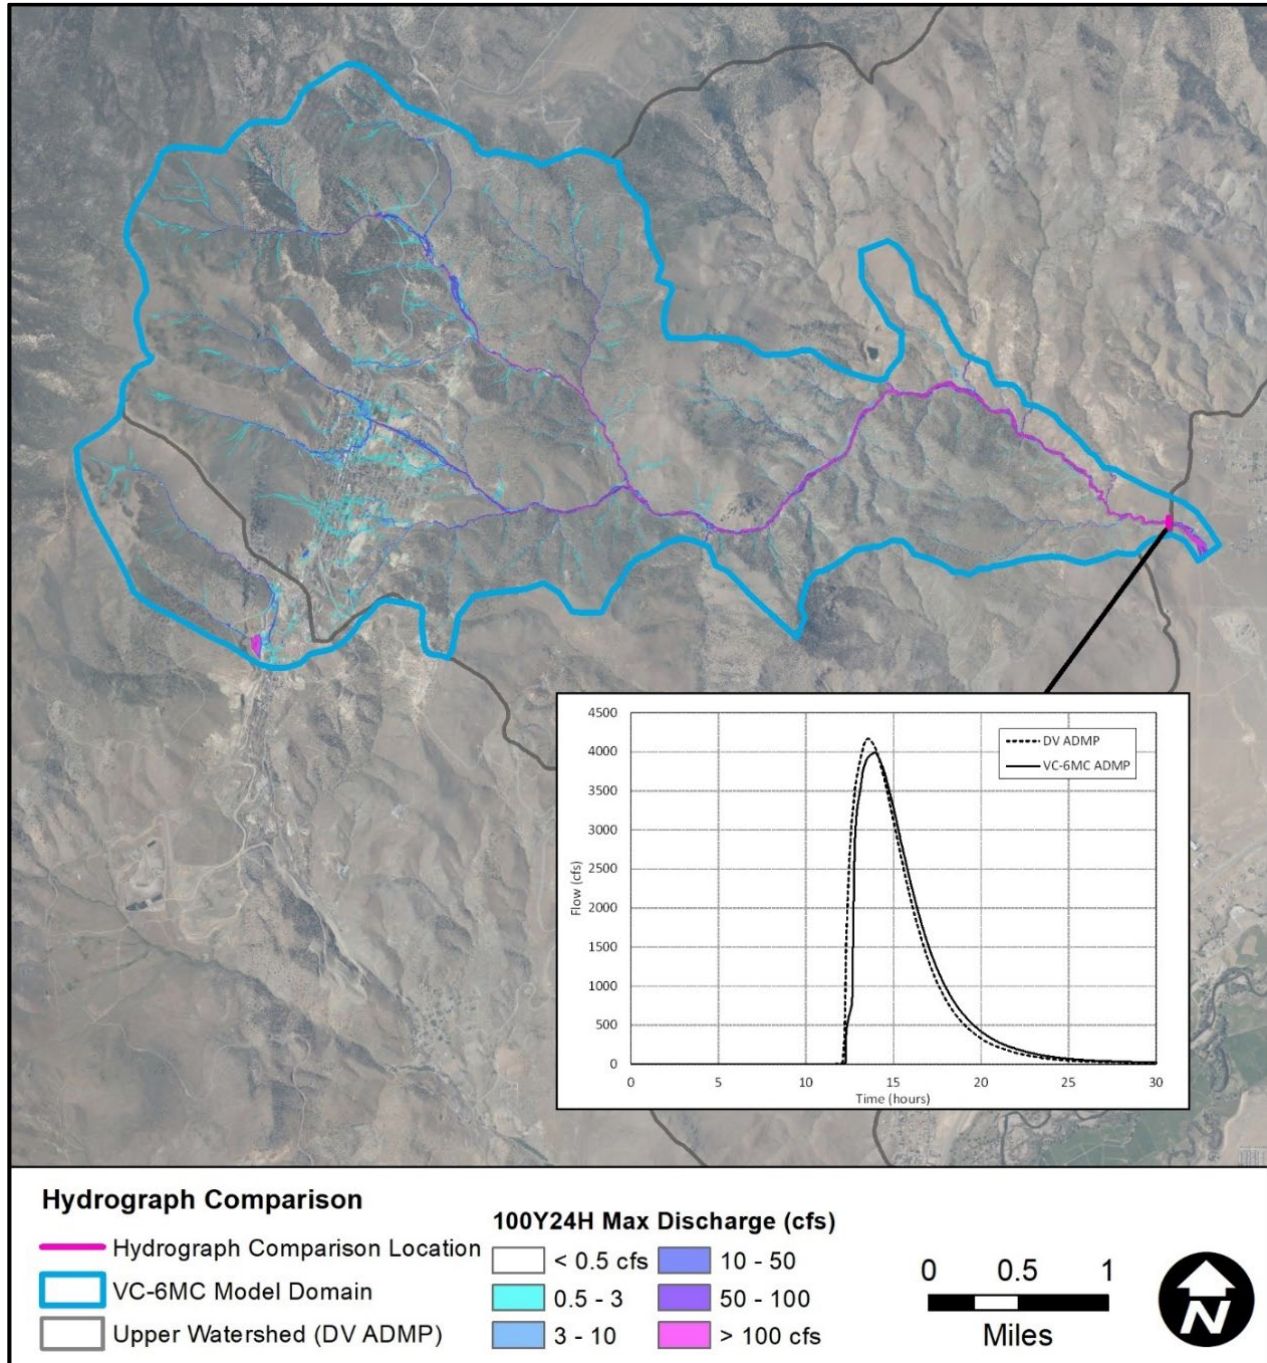 4500
4000
3500
3000
2500
2000
1500
1000
500
0
Flow (cfs)
DV ADMP
VC-6MC ADMP
0 5 10 15 20 25 30
Time (hours)
Hydrograph Comparison
Hydrograph Comparison Location
VC-6MC Model Domain
Upper Watershed (DV ADMP)
100Y24H Max Discharge (cfs)
< 0.5 cfs
0.5 - 3
3 - 10
10 - 50
50 - 100
> 100 cfs
0 0.5 1
Miles
N